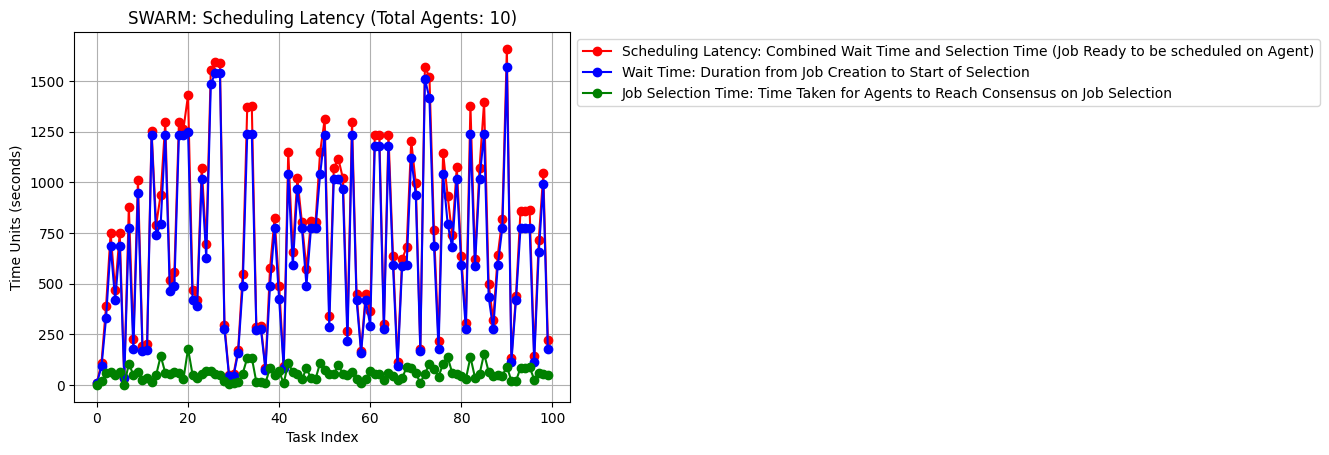 SWARM: Scheduling Latency (Total Agents: 10)
Scheduling Latency: Combined Wait Time and Selection Time (Job Ready to be scheduled on Agent)
Wait Time: Duration from Job Creation to Start of Selection
Job Selection Time: Time Taken for Agents to Reach Consensus on Job Selection
Time Units (seconds)
1500
1250
1000
750
500
250
0
0 20 40 60 80 100
Task Index